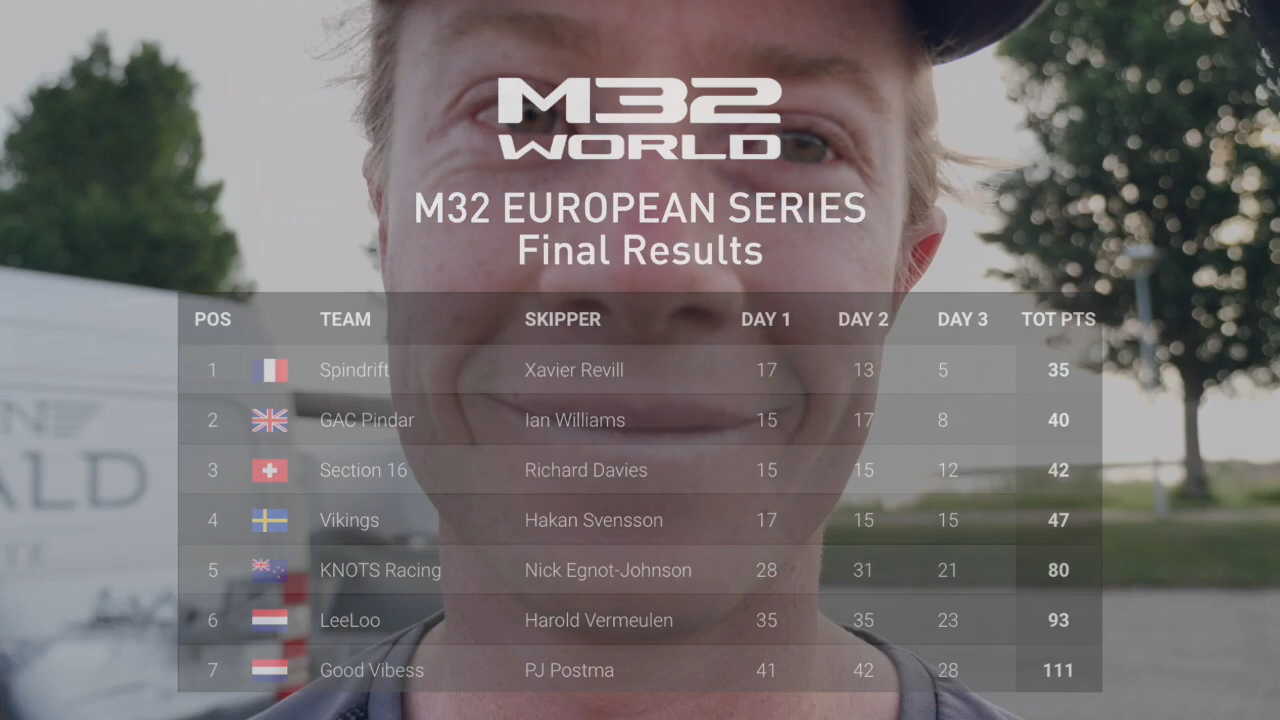 M32
WORLD
M32 EUROPEAN SERIES
Final Results
POS TEAM SKIPPER DAY 1 DAY 2 DAY 3 TOT PTS
1 Spindrift Xavier Revill 17 13 5 35
2 GAC Pindar Ian Williams 15 17 8 40
3 Section 16 Richard Davies 15 15 12 42
4 Vikings Hakan Svensson 17 15 15 47
5 KNOTS Racing Nick Egnot-Johnson 28 31 21 80
6 LeeLoo Harold Vermeulen 35 35 23 93
7 Good Vibess PJ Postma 41 42 28 111